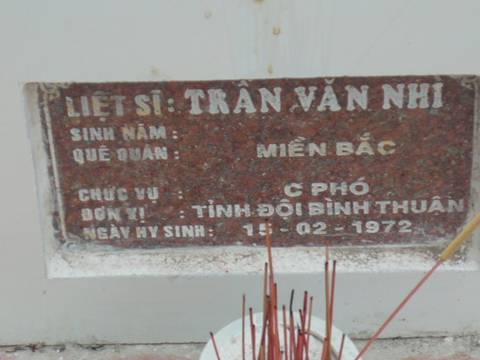 LIỆT SĨ : TRẦN VĂN NHÌ
SINH NĂM :
QUÊ QUÁN : MIỀN BẮC
CHỨC VỤ : C PHÓ
ĐƠN VỊ : TỈNH ĐỘI BÌNH THUẬN
NGÀY HY SINH : 15 - 02 - 1972